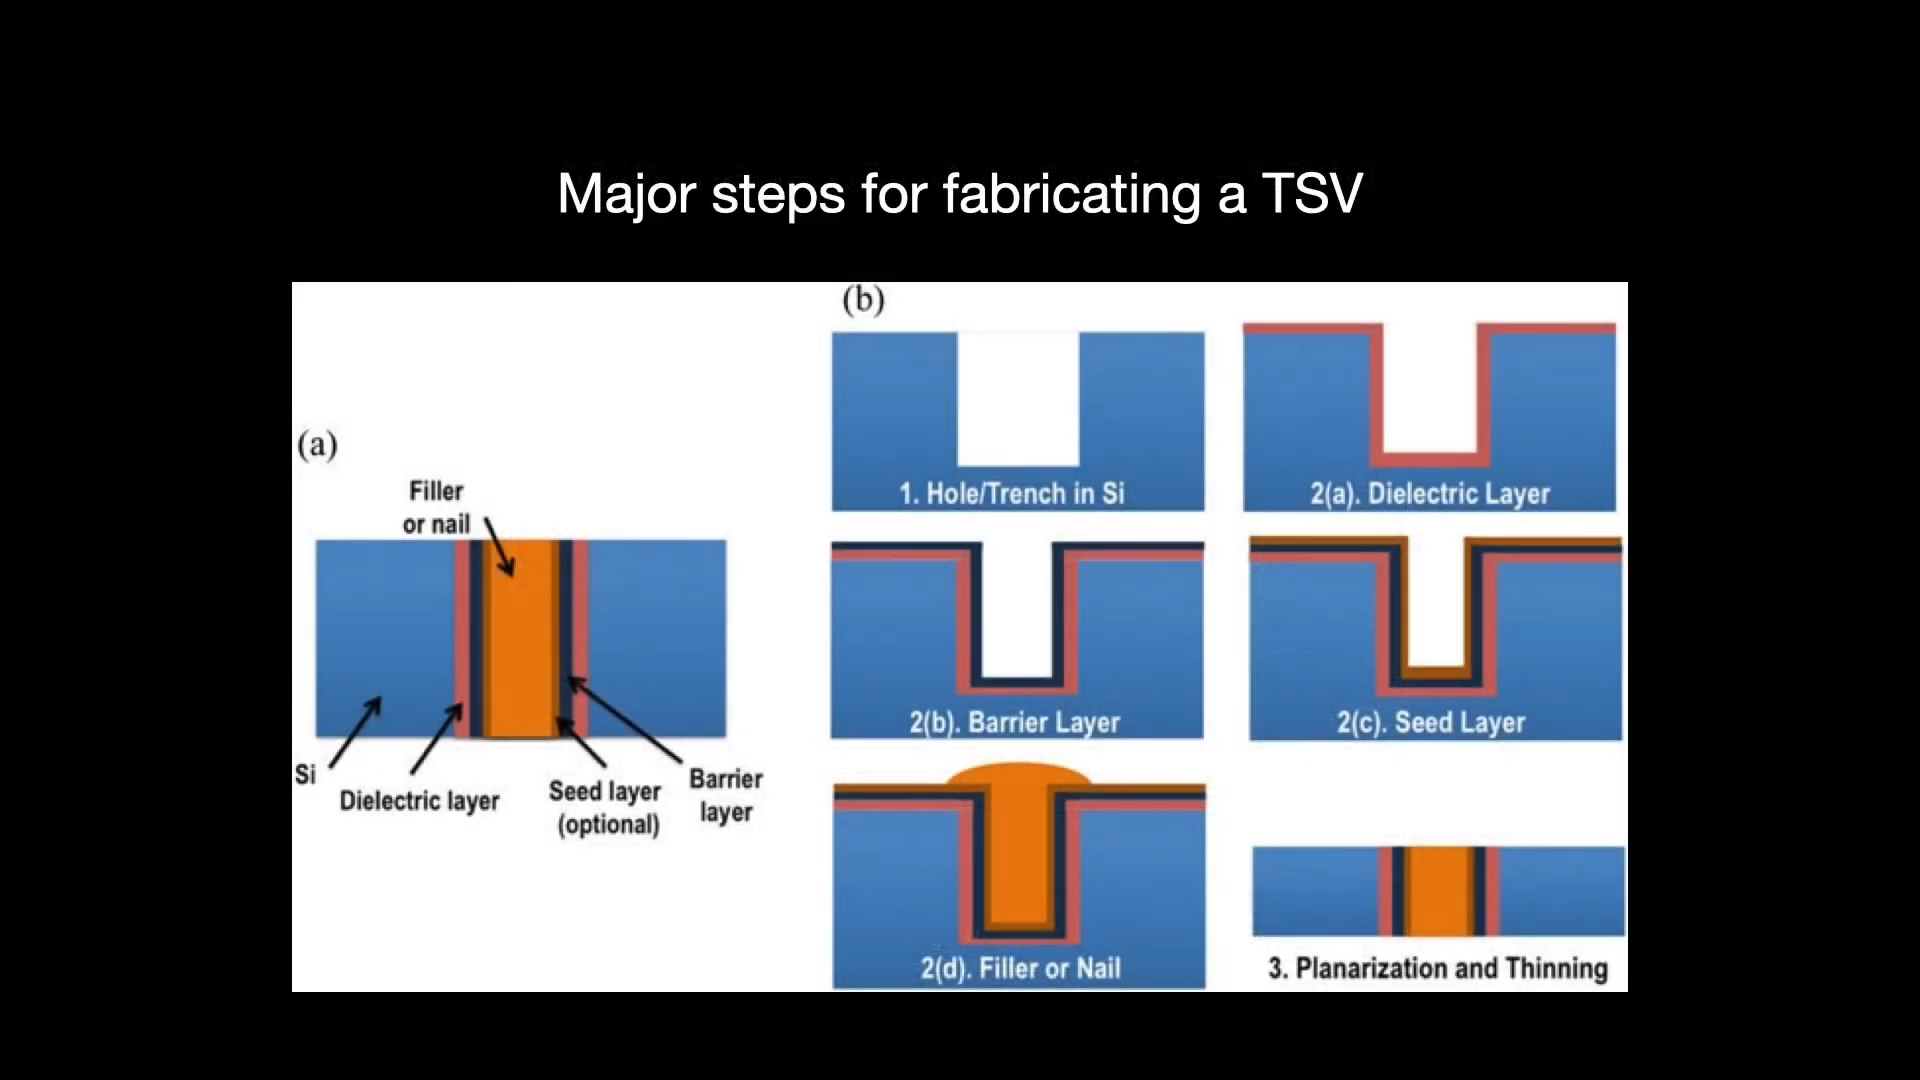 Major steps for fabricating a TSV
(a)
Filler
or nail
Si
Dielectric layer
Seed layer
(optional)
Barrier
layer
(b)
1. Hole/Trench in Si
2(a). Dielectric Layer
2(b). Barrier Layer
2(c). Seed Layer
2(d). Filler or Nail
3. Planarization and Thinning